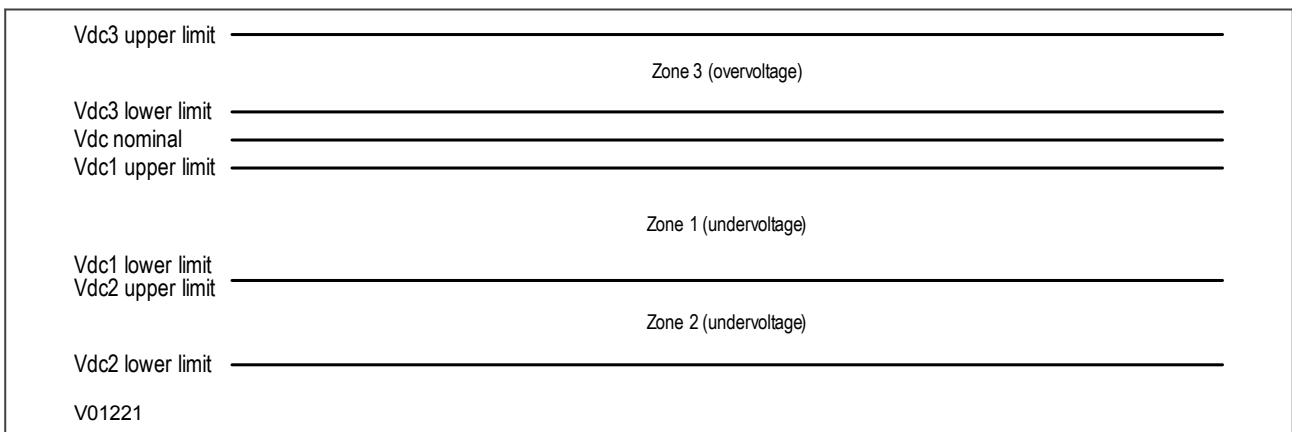 Vdc3 upper limit
Zone 3 (overvoltage)
Vdc3 lower limit
Vdc nominal
Vdc1 upper limit
Zone 1 (undervoltage)
Vdc1 lower limit
Vdc2 upper limit
Zone 2 (undervoltage)
Vdc2 lower limit
V01221